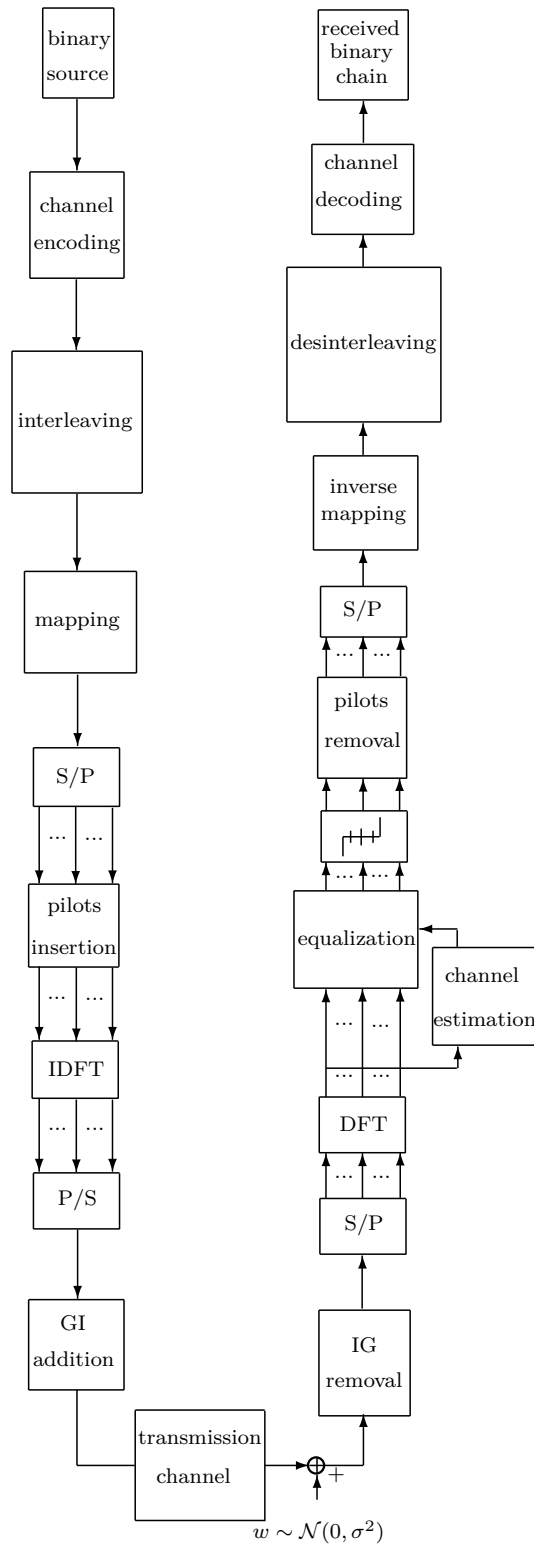 binary
source
channel
encoding
interleaving
mapping
S/P
... ...
pilots
insertion
... ...
IDFT
... ...
P/S
GI
addition
transmission
channel
+
w ∼ N(0, σ²)
IG
removal
S/P
... ...
DFT
... ...
... ...
channel
estimation
equalization
... ...
pilots
removal
... ...
S/P
inverse
mapping
desinterleaving
channel
decoding
received
binary
chain